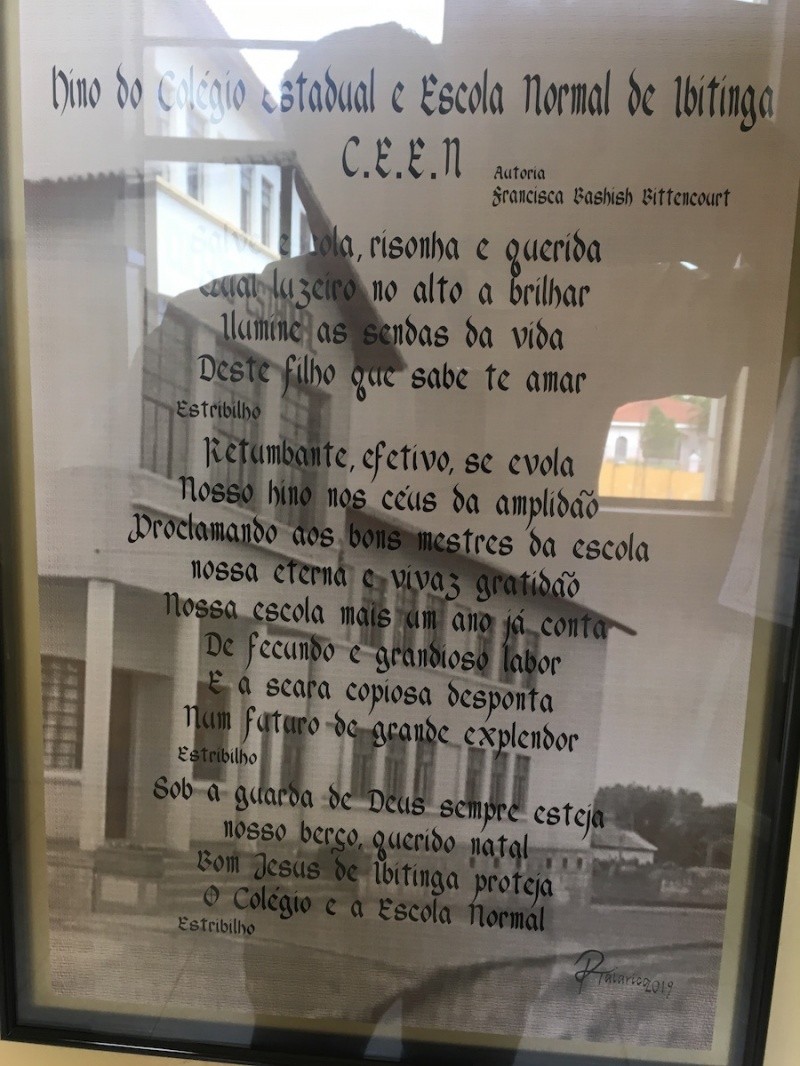 Hino do Colégio Estadual e Escola Normal de Ibitinga
C.E.E.N
Autoria
Francisca Bashish Bittencourt
Salve escola, risonha e querida
Qual luzeiro no alto a brilhar
Ilumine as sendas da vida
Deste filho que sabe te amar
Estribilho
Retumbante, efetivo, se evola
Nosso hino nos céus da amplidão
Proclamando aos bons mestres da escola
nossa eterna e vivaz gratidão
Nossa escola mais um ano já conta
De fecundo e grandioso labor
E a seara copiosa desponta
Num futuro de grande explendor
Estribilho
Sob a guarda de Deus sempre esteja
nosso berço, querido natal
Bom Jesus de Ibitinga proteja
O Colégio e a Escola Normal
Estribilho
2019